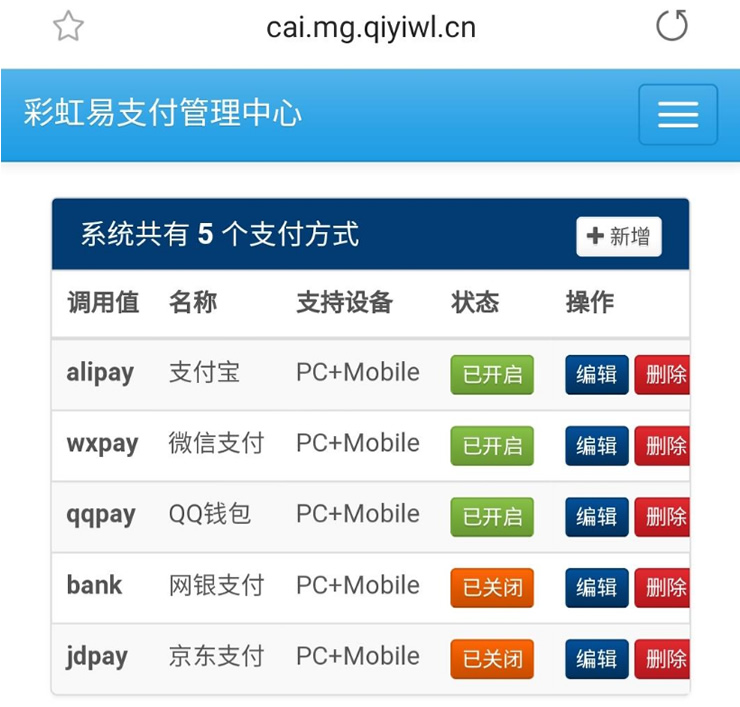 cai.mg.qiyiwl.cn
彩虹易支付管理中心
系统共有 5 个支付方式 新增
调用值 名称 支持设备 状态 操作
alipay 支付宝 PC+Mobile 已开启 编辑 删除
wxpay 微信支付 PC+Mobile 已开启 编辑 删除
qqpay QQ钱包 PC+Mobile 已开启 编辑 删除
bank 网银支付 PC+Mobile 已关闭 编辑 删除
jdpay 京东支付 PC+Mobile 已关闭 编辑 删除